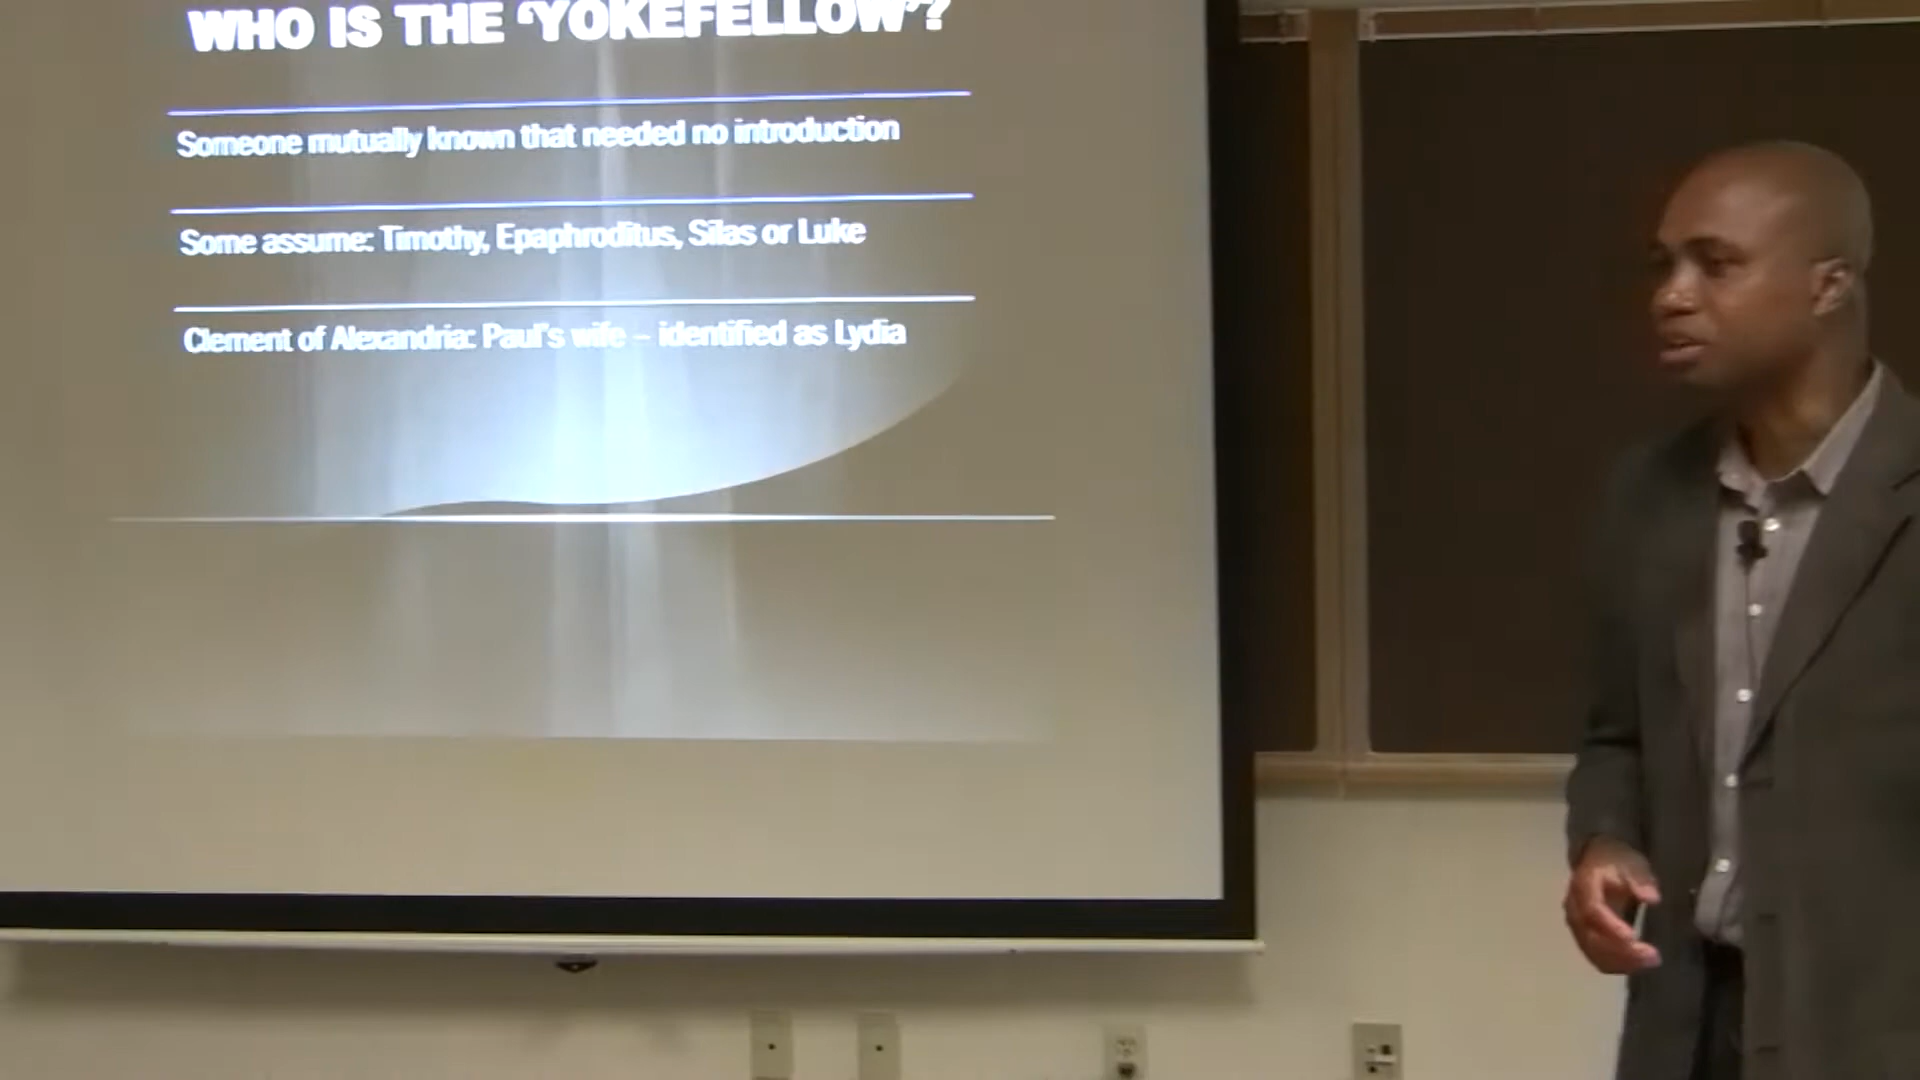 WHO IS THE ‘YOKEFELLOW’?
Someone mutually known that needed no introduction
Some assume: Timothy, Epaphroditus, Silas or Luke
Clement of Alexandria: Paul's wife – identified as Lydia